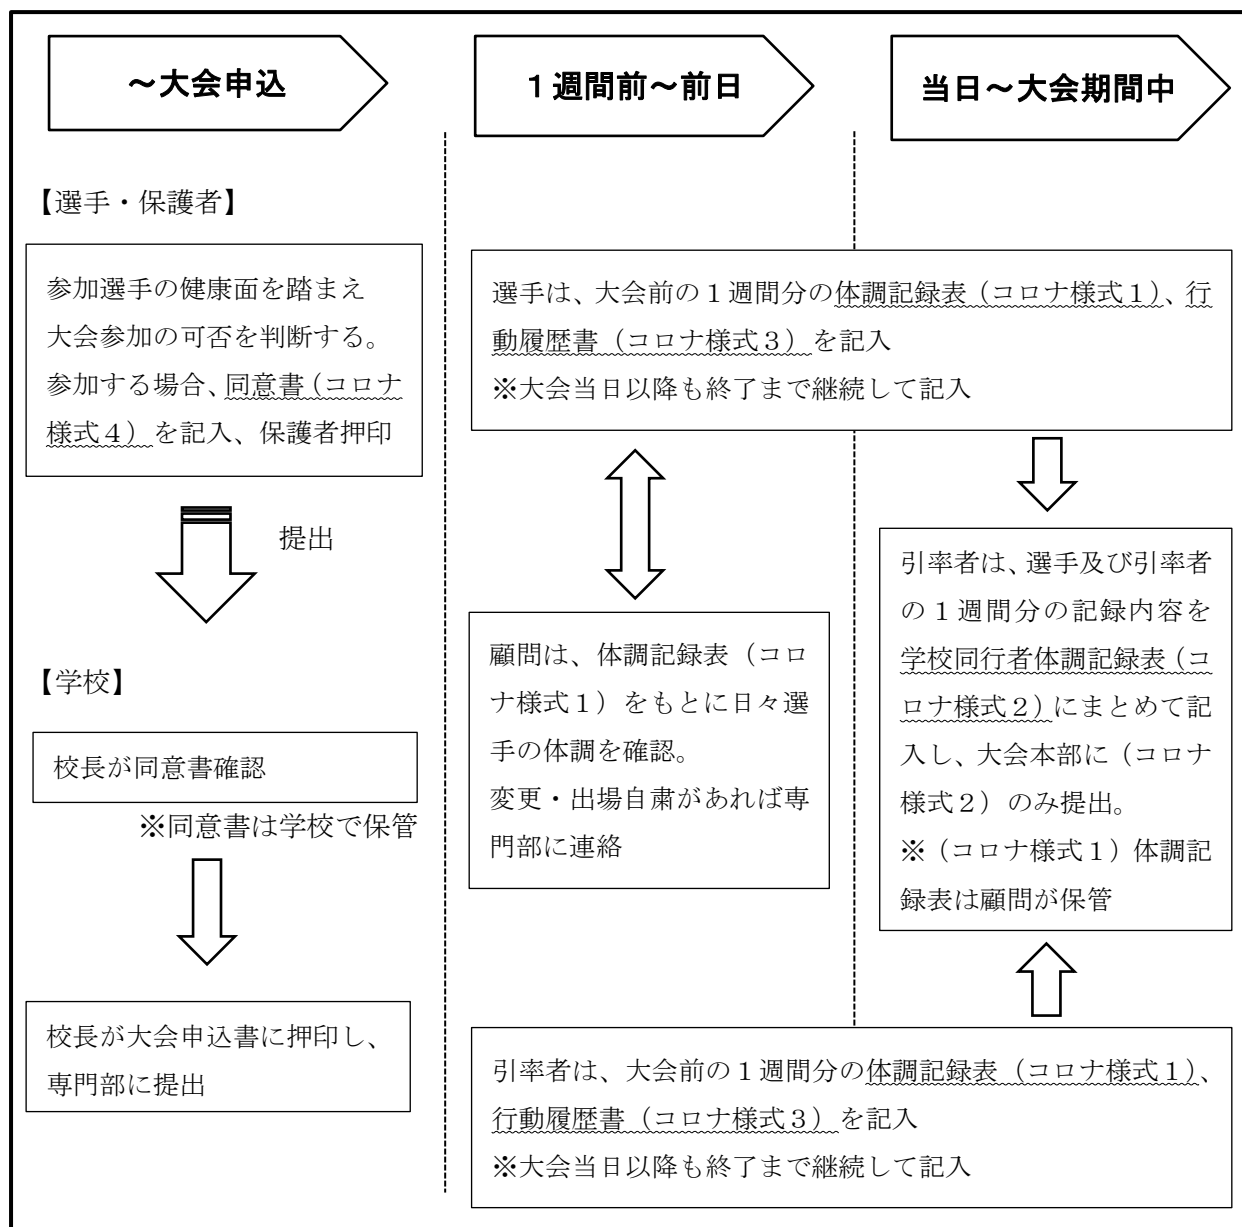 ～大会申込
１週間前～前日
当日～大会期間中
【選手・保護者】
参加選手の健康面を踏まえ
大会参加の可否を判断する。
参加する場合、同意書（コロナ
様式４）を記入、保護者押印
提出
【学校】
校長が同意書確認
※同意書は学校で保管
校長が大会申込書に押印し、
専門部に提出
選手は、大会前の１週間分の体調記録表（コロナ様式１）、行
動履歴書（コロナ様式３）を記入
※大会当日以降も終了まで継続して記入
顧問は、体調記録表（コロ
ナ様式１）をもとに日々選
手の体調を確認。
変更・出場自粛があれば専
門部に連絡
引率者は、選手及び引率者
の１週間分の記録内容を
学校同行者体調記録表（コ
ロナ様式２）にまとめて記
入し、大会本部に（コロナ
様式２）のみ提出。
※（コロナ様式１）体調記
録表は顧問が保管
引率者は、大会前の１週間分の体調記録表（コロナ様式１）、
行動履歴書（コロナ様式３）を記入
※大会当日以降も終了まで継続して記入